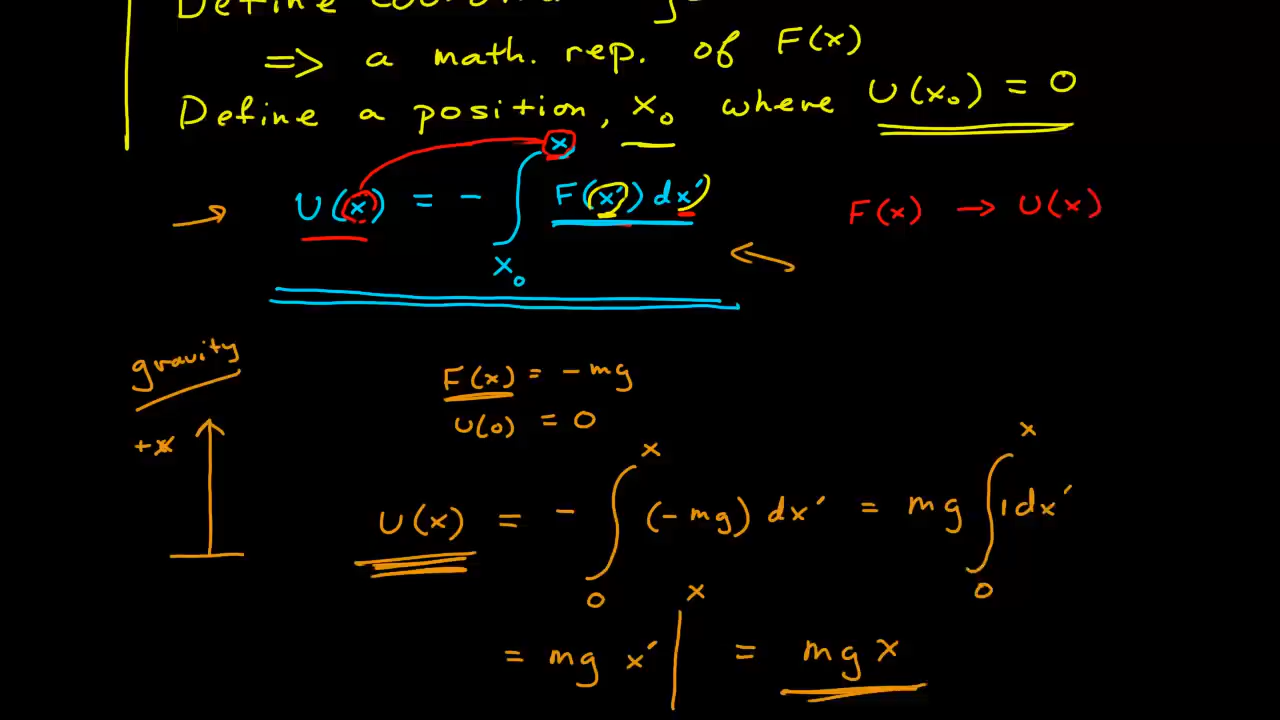 Define
=> a math. rep. of F(x)
Define a position, x₀ where U(x₀) = 0
U(x) = - ∫_{x₀}^{x} F(x′) dx′
F(x) → U(x)
gravity
+x
F(x) = -mg
U(0) = 0
U(x) = - ∫_{0}^{x} (-mg) dx′ = mg ∫_{0}^{x} 1 dx′
= mg x′ |^{x} = mg x